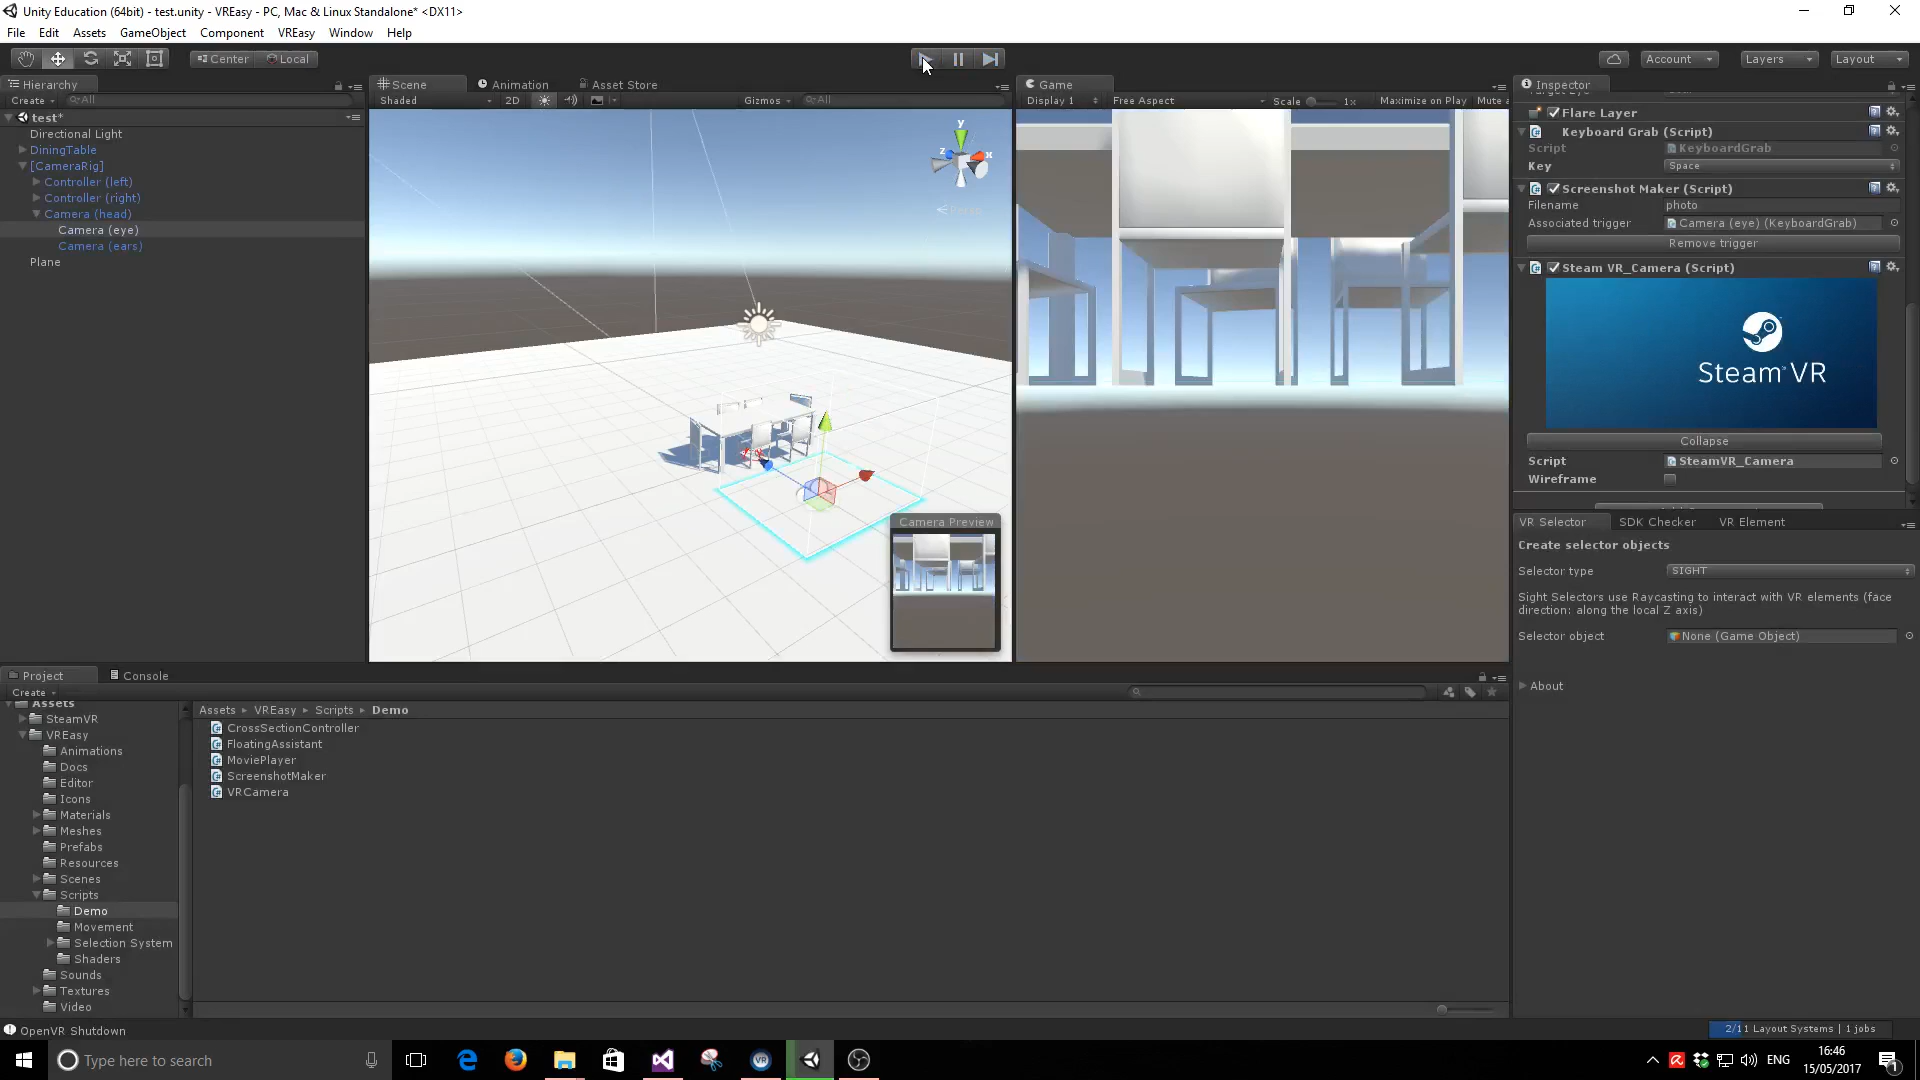 Unity Education (64bit) - test.unity - VREasy - PC, Mac & Linux Standalone* <DX11>
File Edit Assets GameObject Component VREasy Window Help
Center Local Account Layers Layout
Hierarchy
Create All
test*
Directional Light
DiningTable
[CameraRig]
Controller (left)
Controller (right)
Camera (head)
Camera (eye)
Camera (ears)
Plane
Scene Animation Asset Store
Shaded 2D Gizmos All
y
z x
Persp
Camera Preview
Game
Display 1 Free Aspect Scale 1x Maximize on Play Mute a
Inspector
Flare Layer
Keyboard Grab (Script)
Script KeyboardGrab
Key Space
Screenshot Maker (Script)
Filename photo
Associated trigger Camera (eye) (KeyboardGrab)
Remove trigger
Steam VR_Camera (Script)
Steam VR
Collapse
Script SteamVR_Camera
Wireframe
VR Selector SDK Checker VR Element
Create selector objects
Selector type SIGHT
Sight Selectors use Raycasting to interact with VR elements (face
direction: along the local Z axis)
Selector object None (Game Object)
About
Project Console
Create
Assets
SteamVR
VREasy
Animations
Docs
Editor
Icons
Materials
Meshes
Prefabs
Resources
Scenes
Scripts
Demo
Movement
Selection System
Shaders
Sounds
Textures
Video
Assets VREasy Scripts Demo
CrossSectionController
FloatingAssistant
MoviePlayer
ScreenshotMaker
VRCamera
OpenVR Shutdown
2/11 Layout Systems | 1 jobs
Type here to search
VR
ENG
16:46
15/05/2017
1